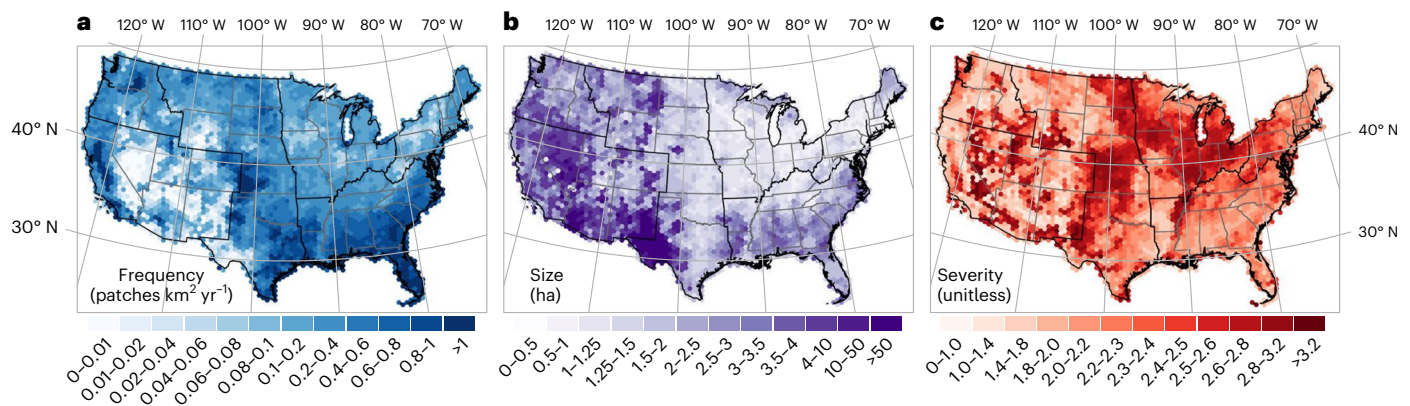 a
120° W 110° W 100° W 90° W 80° W 70° W
40° N
30° N
Frequency
(patches km² yr⁻¹)
0–0.01
0.01–0.02
0.02–0.04
0.04–0.06
0.06–0.08
0.08–0.1
0.1–0.2
0.2–0.4
0.4–0.6
0.6–0.8
0.8–1
>1
b
120° W 110° W 100° W 90° W 80° W 70° W
Size
(ha)
0–0.5
0.5–1
1–1.25
1.25–1.5
1.5–2
2–2.5
2.5–3
3–3.5
3.5–4
4–10
10–50
>50
c
120° W 110° W 100° W 90° W 80° W 70° W
40° N
30° N
Severity
(unitless)
0–1.0
1.0–1.4
1.4–1.8
1.8–2.0
2.0–2.2
2.2–2.3
2.3–2.4
2.4–2.5
2.5–2.6
2.6–2.8
2.8–3.2
>3.2